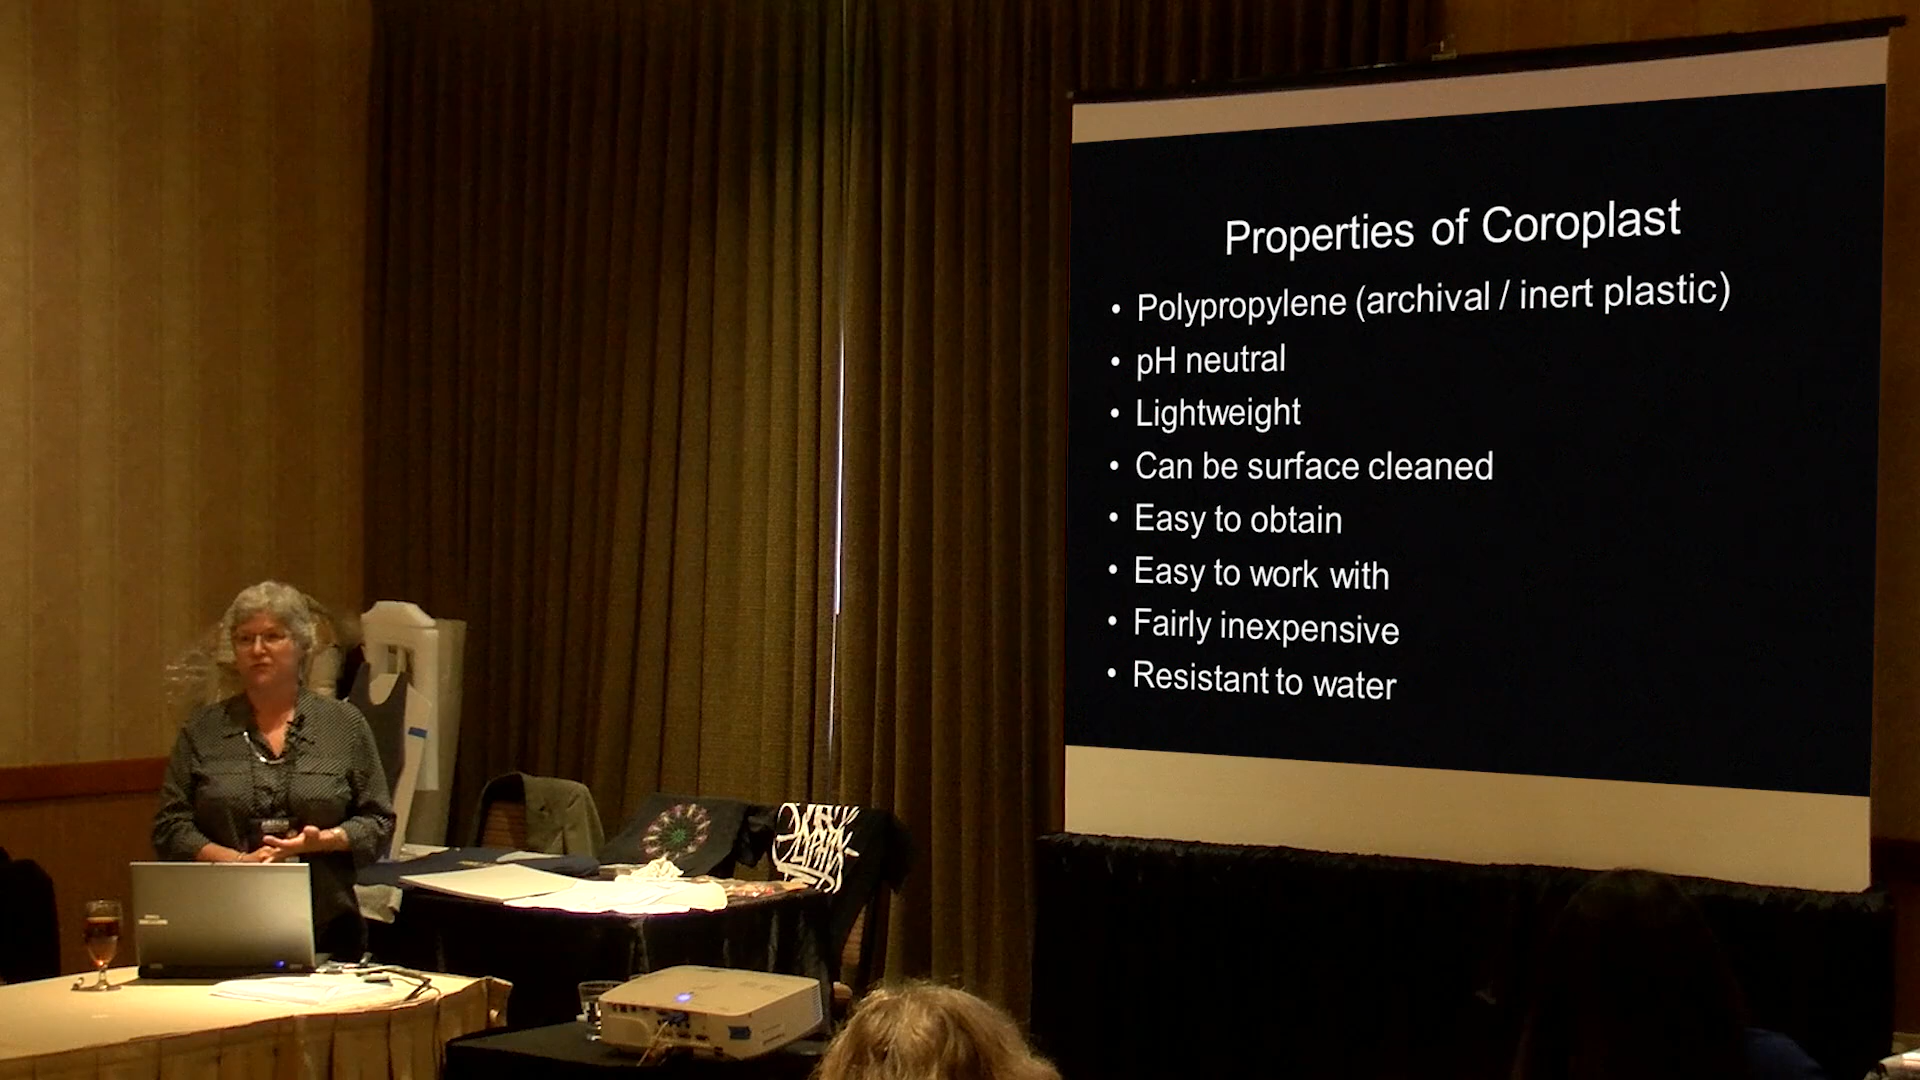 Properties of Coroplast
• Polypropylene (archival / inert plastic)
• pH neutral
• Lightweight
• Can be surface cleaned
• Easy to obtain
• Easy to work with
• Fairly inexpensive
• Resistant to water